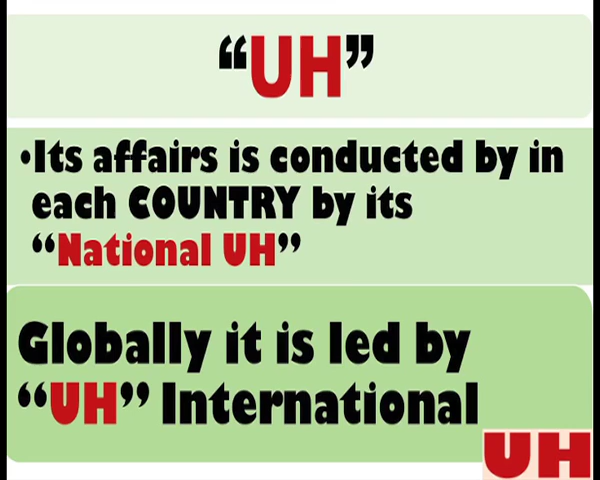 “UH”
•Its affairs is conducted by in
each COUNTRY by its
“National UH”
Globally it is led by
“UH” International
UH